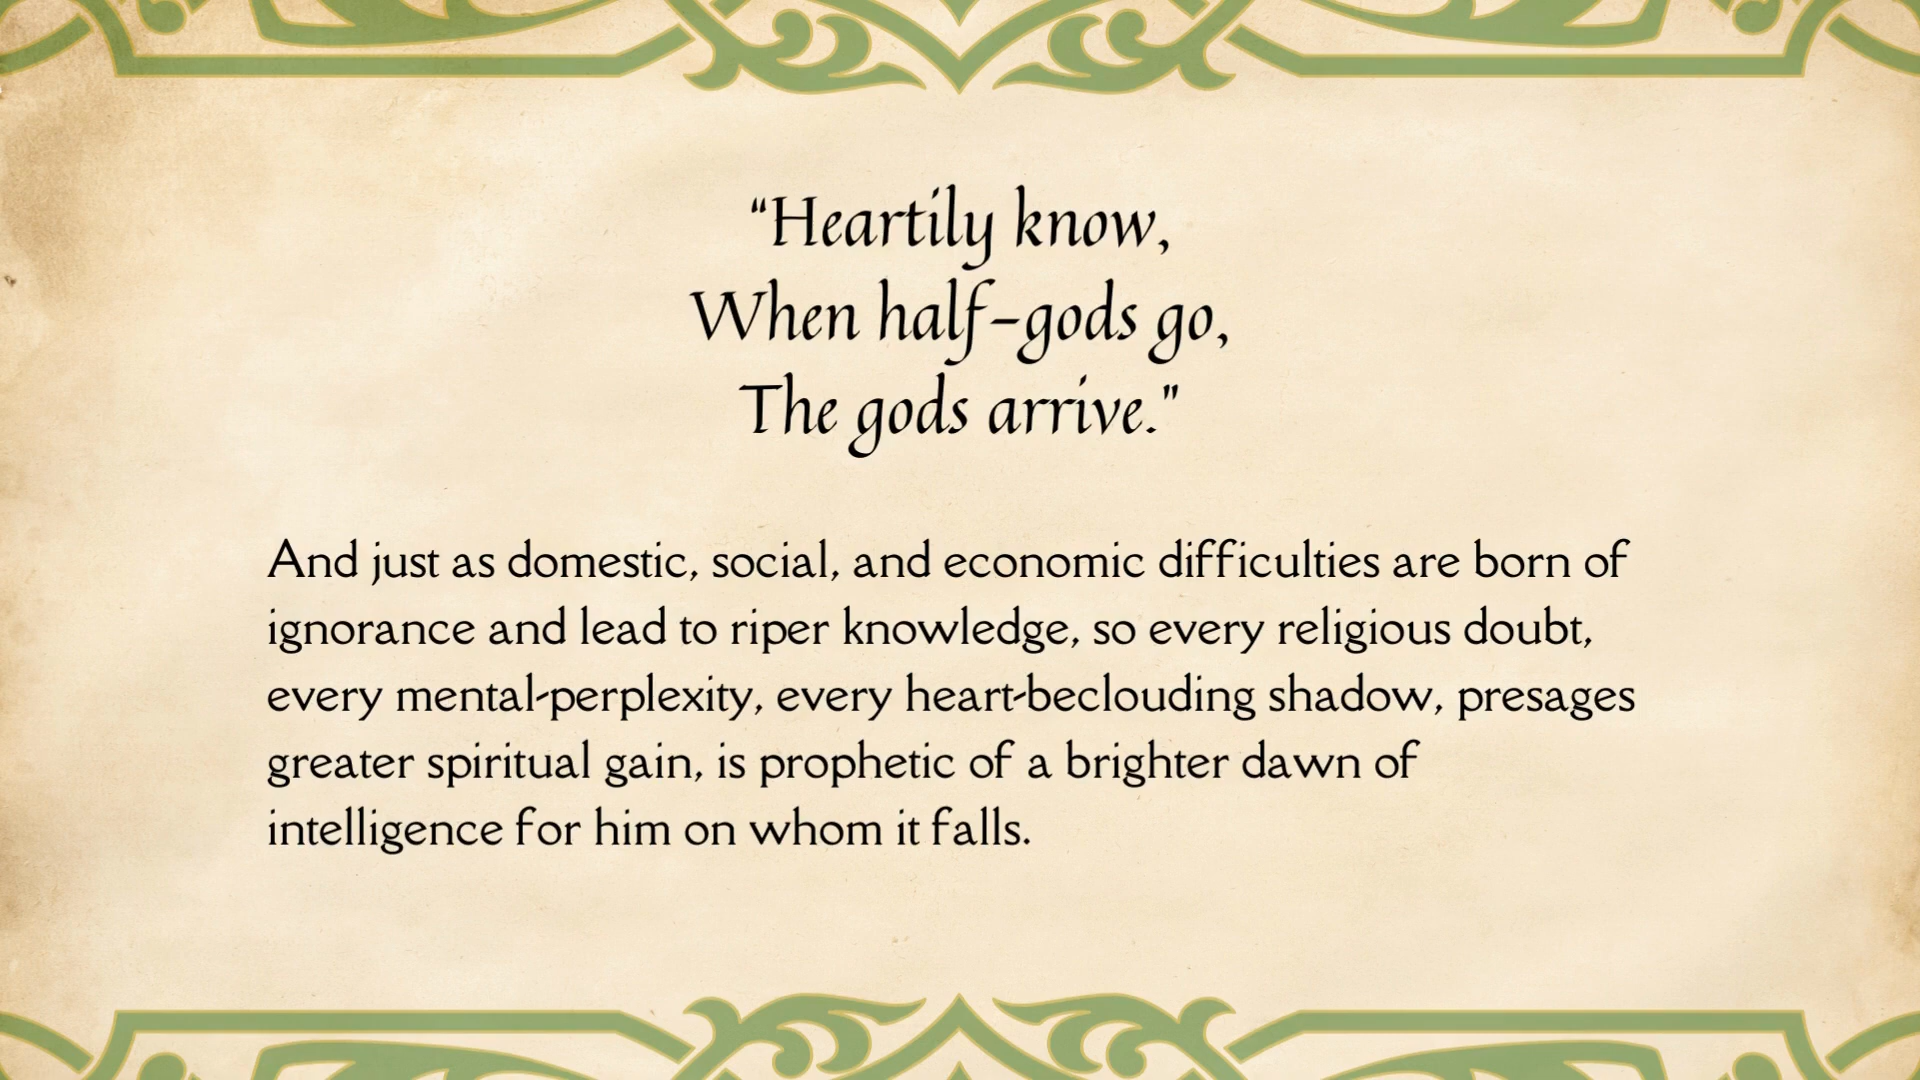 “Heartily know,
When half-gods go,
The gods arrive.”
And just as domestic, social, and economic difficulties are born of
ignorance and lead to riper knowledge, so every religious doubt,
every mental-perplexity, every heart-beclouding shadow, presages
greater spiritual gain, is prophetic of a brighter dawn of
intelligence for him on whom it falls.